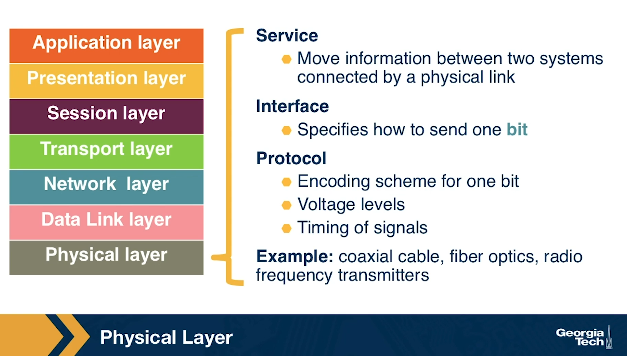 Application layer
Presentation layer
Session layer
Transport layer
Network layer
Data Link layer
Physical layer
Service
Move information between two systems
connected by a physical link
Interface
Specifies how to send one bit
Protocol
Encoding scheme for one bit
Voltage levels
Timing of signals
Example: coaxial cable, fiber optics, radio
frequency transmitters
Physical Layer
Georgia
Tech